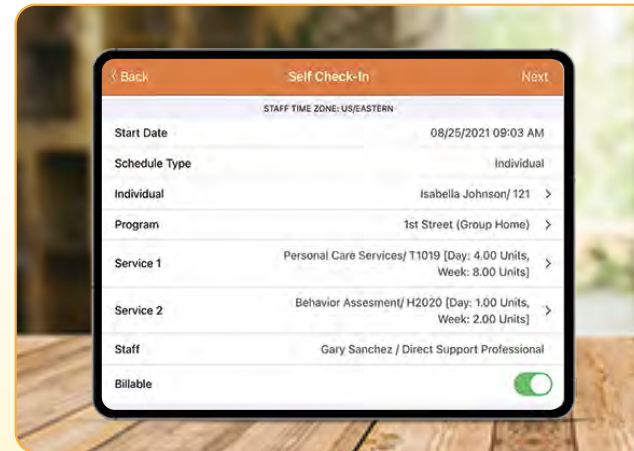 Back Self Check-In Next
STAFF TIME ZONE: US/EASTERN
Start Date 08/25/2021 09:03 AM
Schedule Type Individual
Individual Isabella Johnson/ 121
Program 1st Street (Group Home)
Service 1 Personal Care Services/ T1019 [Day: 4.00 Units,
Week: 8.00 Units]
Service 2 Behavior Assesment/ H2020 [Day: 1.00 Units,
Week: 2.00 Units]
Staff Gary Sanchez / Direct Support Professional
Billable